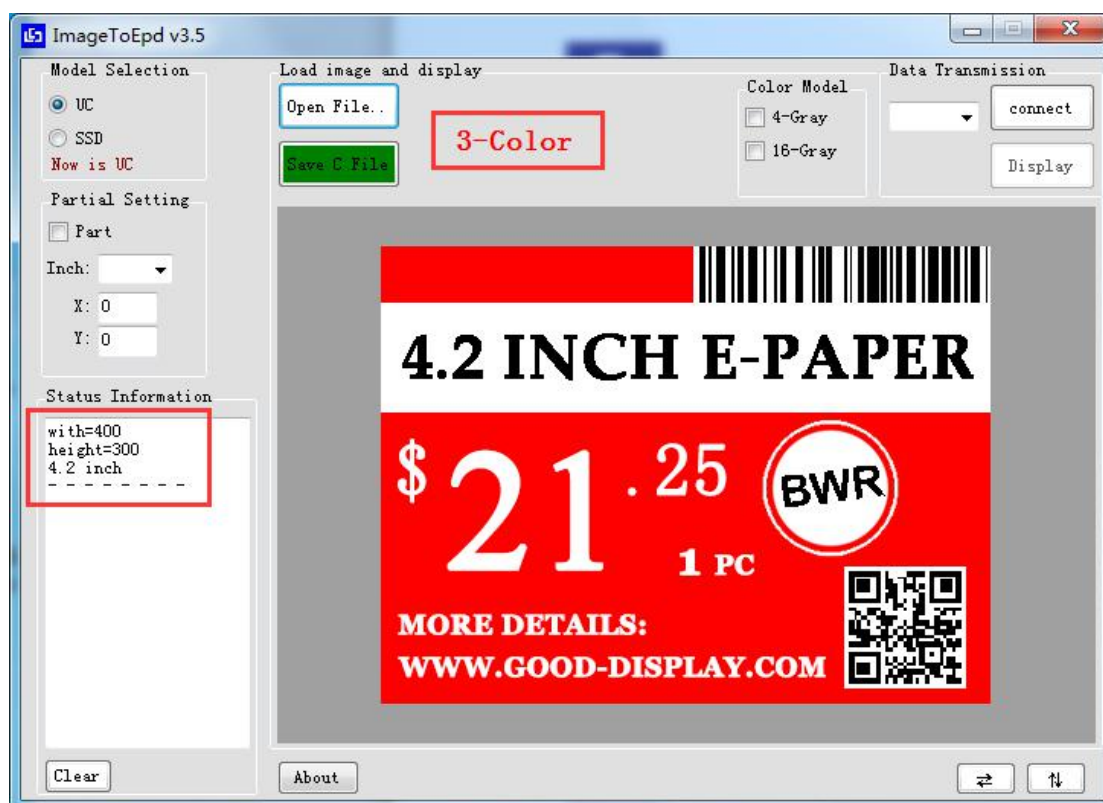 ImageToEpd v3.5
Model Selection
UC
SSD
Now is UC
Partial Setting
Part
Inch:
X: 0
Y: 0
Status Information
with=400
height=300
4.2 inch
- - - - - - - -
Clear
Load image and display
Open File..
Save C File
3-Color
Color Model
4-Gray
16-Gray
Data Transmission
connect
Display
4.2 INCH E-PAPER
$21.25
BWR
1 PC
MORE DETAILS:
WWW.GOOD-DISPLAY.COM
About
⇄
⇅